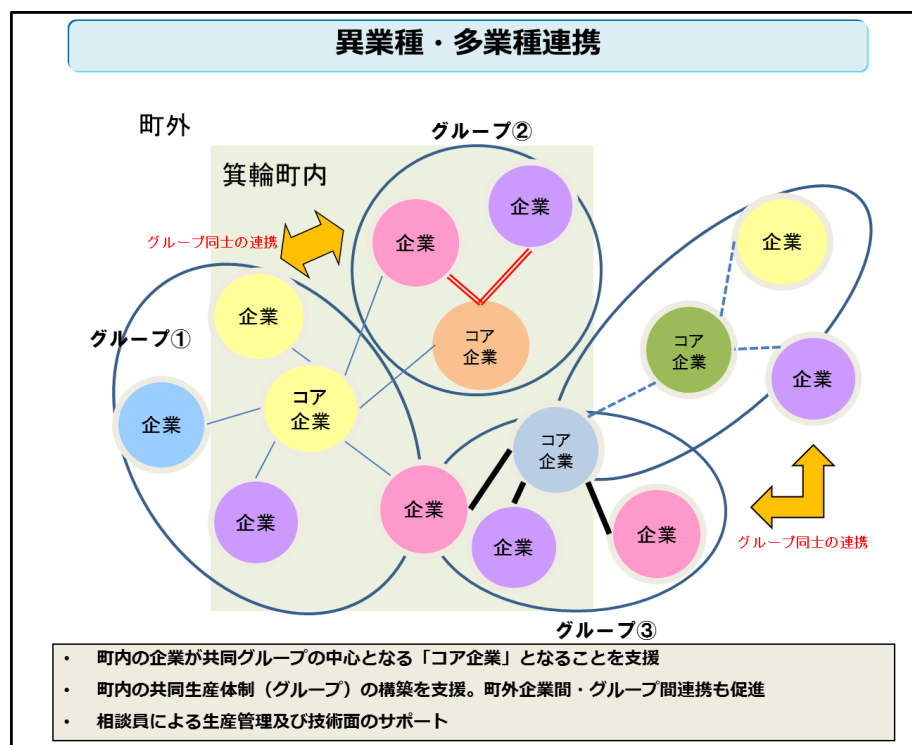 異業種・多業種連携
町外
グループ②
箕輪町内
企業
企業
企業
グループ同士の連携
企業
グループ①
コア
企業
コア
企業
コア
企業
企業
企業
コア
企業
企業
企業
企業
企業
グループ同士の連携
グループ③
・ 町内の企業が共同グループの中心となる「コア企業」となることを支援
・ 町内の共同生産体制（グループ）の構築を支援。町外企業間・グループ間連携も促進
・ 相談員による生産管理及び技術面のサポート